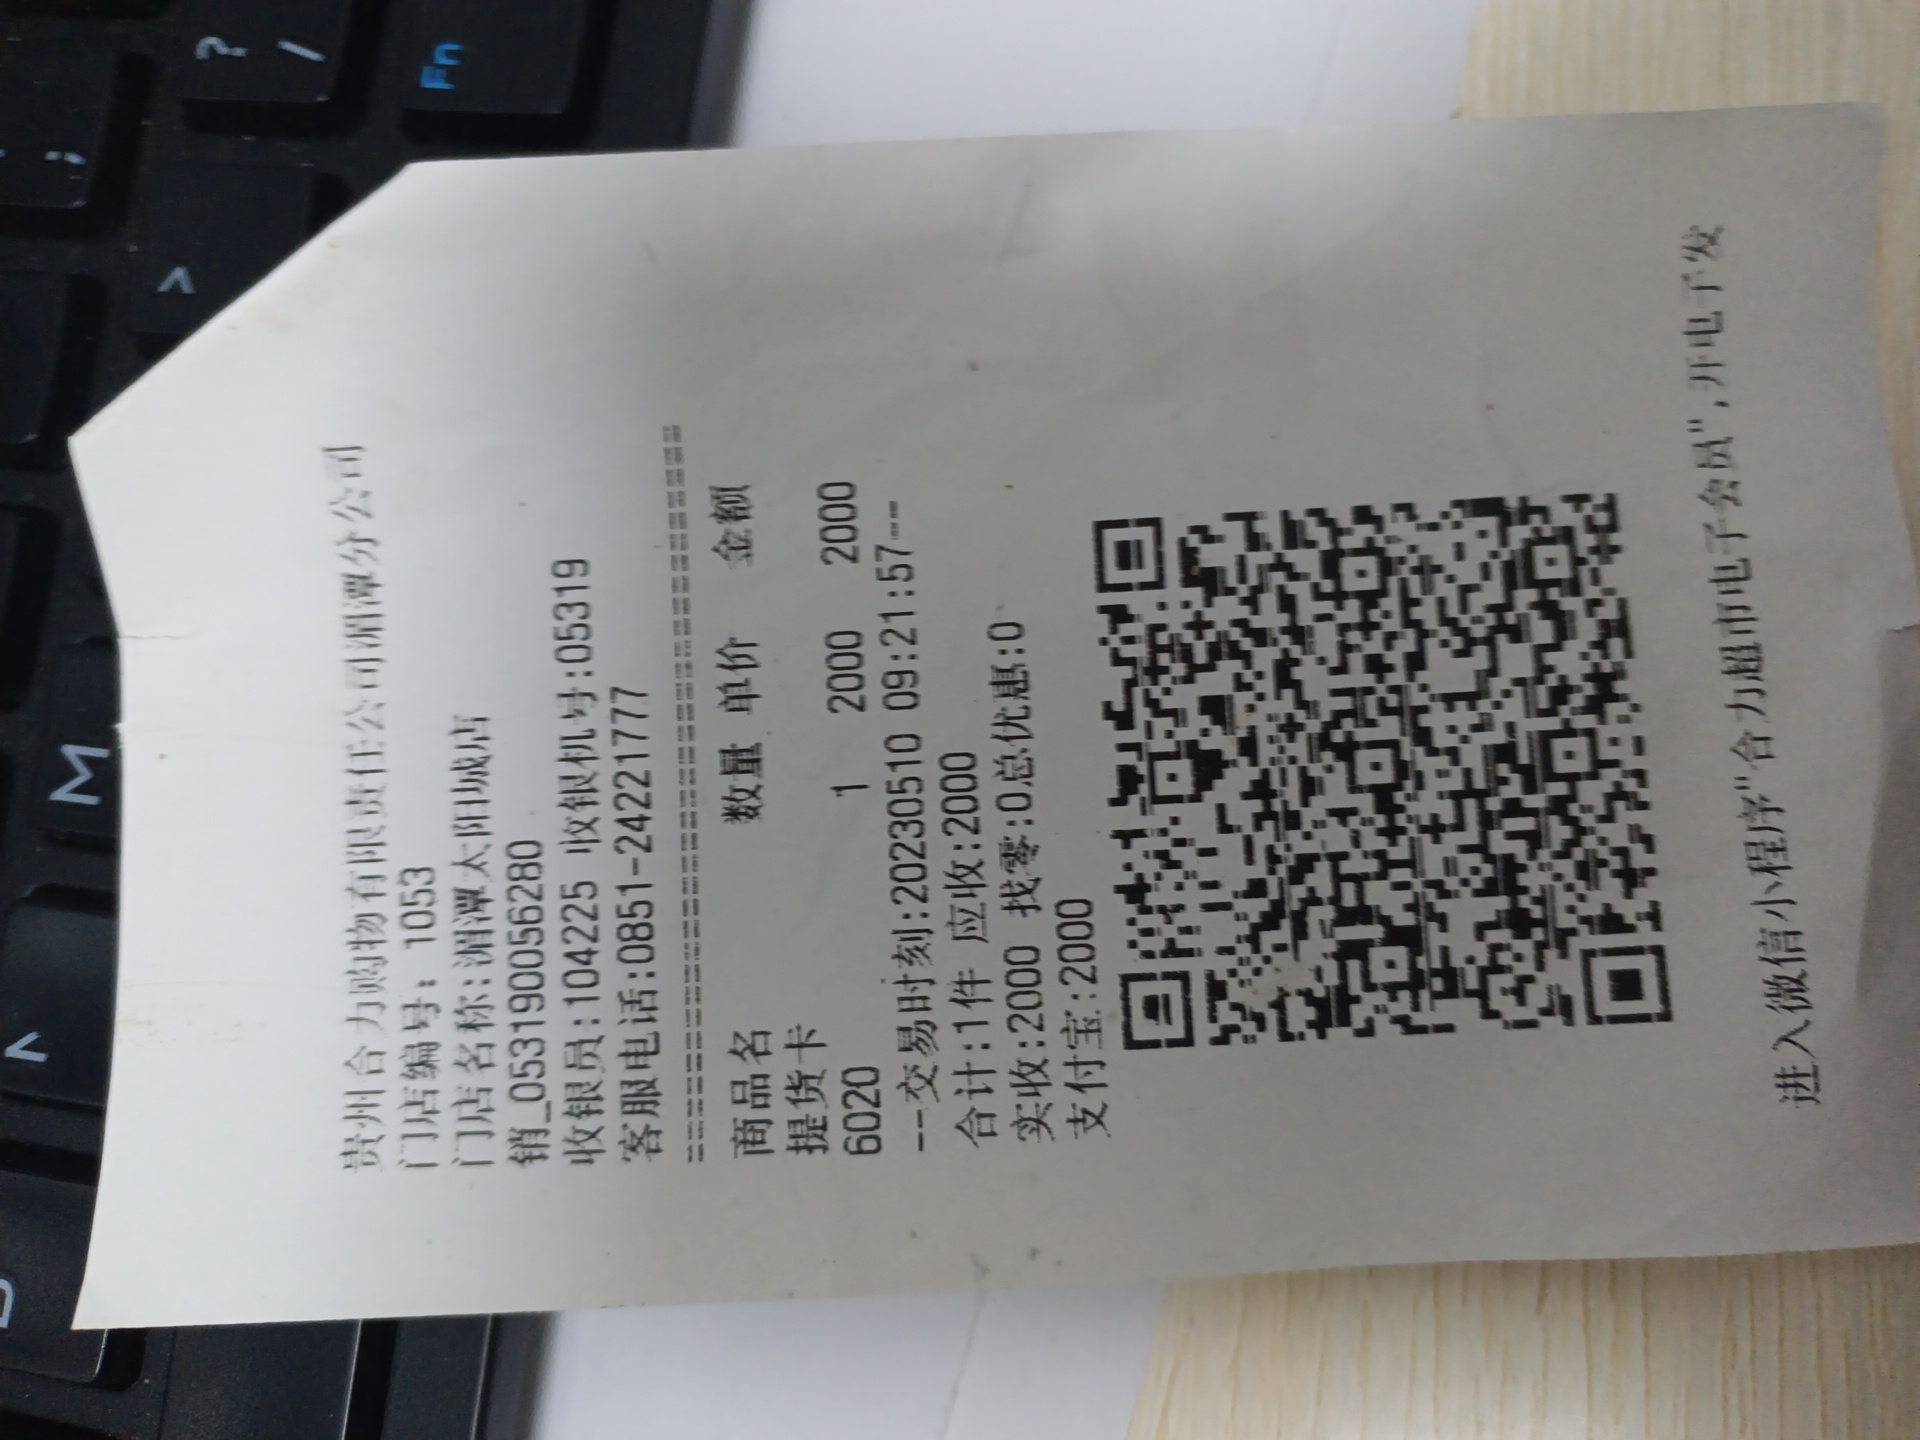 贵州合力购物有限责任公司湄潭分公司
门店编号: 1053
门店名称:湄潭太阳城店
销_053190056280
收银员:104225 收银机号:05319
客服电话:0851-24221777
商品名 数量 单价 金额
提货卡
6020 1 2000 2000
--交易时刻:20230510 09:21:57--
合计:1件 应收:2000
实收:2000 找零:0总优惠:0
支付宝:2000
进入微信小程序"合力超市电子会员",开电子发
?
/
Fn
M